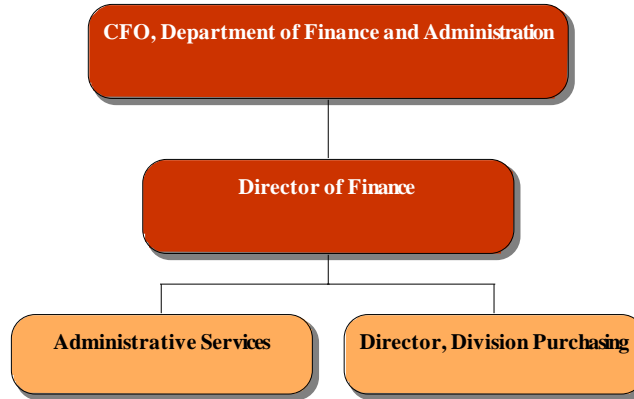 CFO, Department of Finance and Administration
Director of Finance
Administrative Services
Director, Division Purchasing